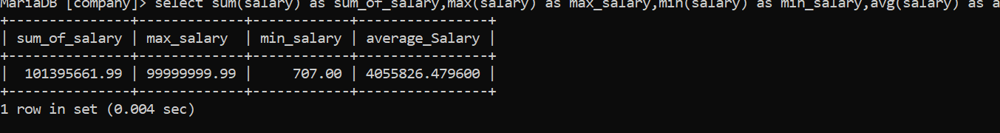 MariaDB [company]> select sum(salary) as sum_of_salary,max(salary) as max_salary,min(salary) as min_salary,avg(salary) as a
+---------------+-------------+------------+----------------+
| sum_of_salary | max_salary  | min_salary | average_Salary |
+---------------+-------------+------------+----------------+
|  101395661.99 | 99999999.99 |     707.00 | 4055826.479600 |
+---------------+-------------+------------+----------------+
1 row in set (0.004 sec)